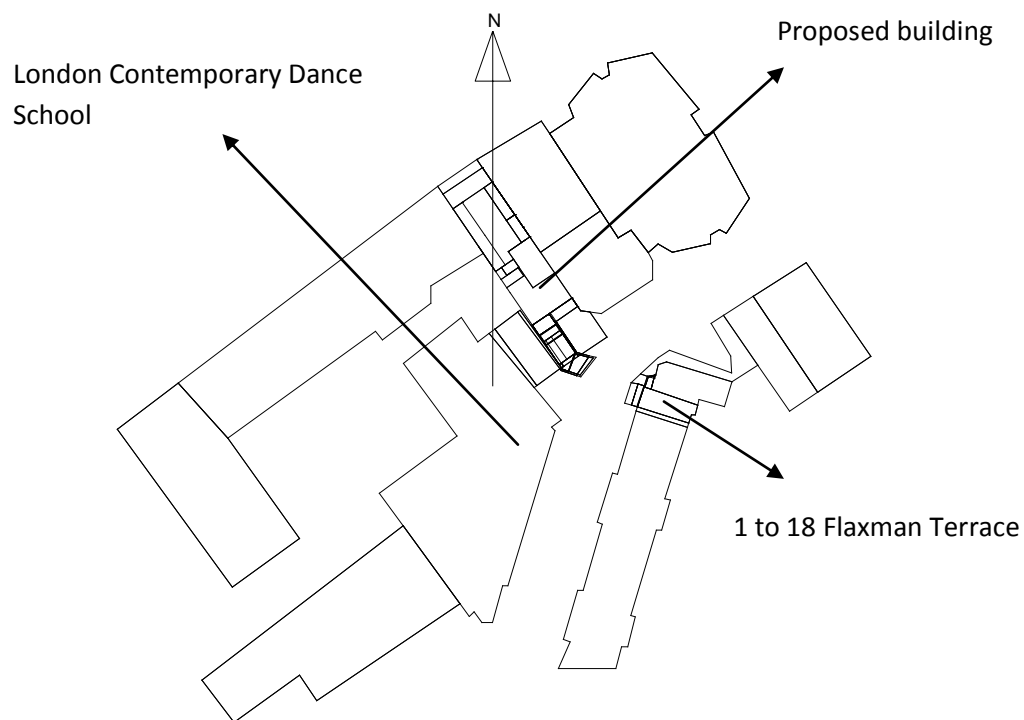 N
Proposed building
London Contemporary Dance
School
1 to 18 Flaxman Terrace